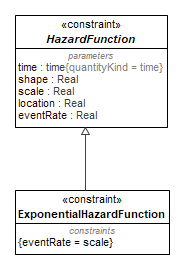 «constraint»
HazardFunction
parameters
time : time{quantityKind = time}
shape : Real
scale : Real
location : Real
eventRate : Real
«constraint»
ExponentialHazardFunction
constraints
{eventRate = scale}